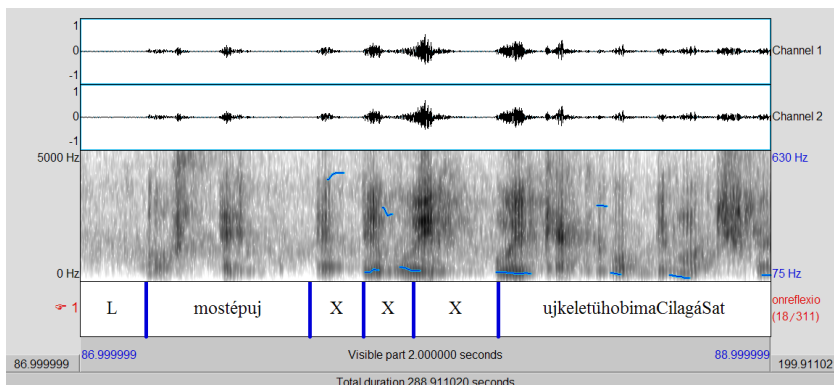 1
0
-1
Channel 1
1
0
-1
Channel 2
5000 Hz
630 Hz
0 Hz
75 Hz
☞ 1
L
mostépuj
X
X
X
ujkeletühobimaCilagáSat
onreflexio
(18/311)
86.999999
Visible part 2.000000 seconds
88.999999
86.999999
199.91102
Total duration 288.911020 seconds